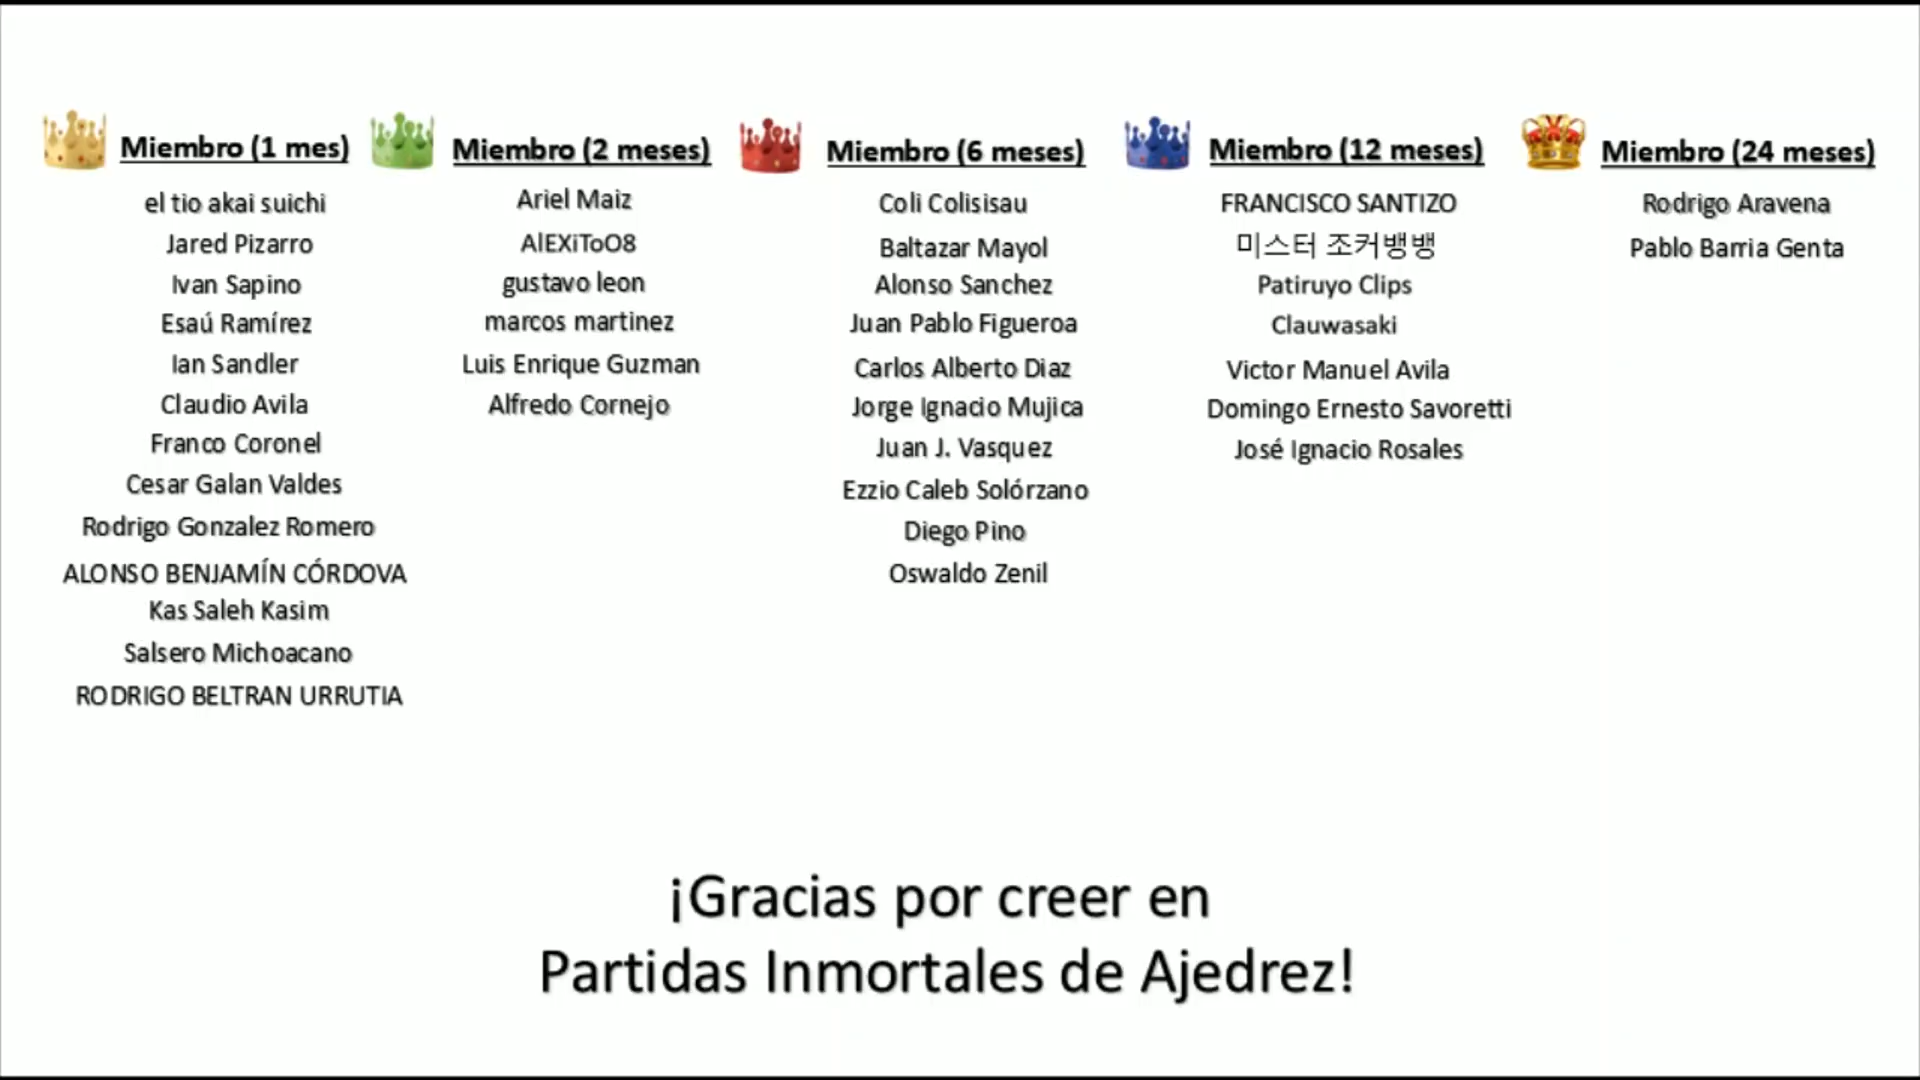 Miembro (1 mes)
el tio akai suichi
Jared Pizarro
Ivan Sapino
Esaú Ramírez
Ian Sandler
Claudio Avila
Franco Coronel
Cesar Galan Valdes
Rodrigo Gonzalez Romero
ALONSO BENJAMÍN CÓRDOVA
Kas Saleh Kasim
Salsero Michoacano
RODRIGO BELTRAN URRUTIA
Miembro (2 meses)
Ariel Maiz
AlEXiToO8
gustavo leon
marcos martinez
Luis Enrique Guzman
Alfredo Cornejo
Miembro (6 meses)
Coli Colisisau
Baltazar Mayol
Alonso Sanchez
Juan Pablo Figueroa
Carlos Alberto Diaz
Jorge Ignacio Mujica
Juan J. Vasquez
Ezzio Caleb Solórzano
Diego Pino
Oswaldo Zenil
Miembro (12 meses)
FRANCISCO SANTIZO
미스터 조커뱅뱅
Patiruyo Clips
Clauwasaki
Victor Manuel Avila
Domingo Ernesto Savoretti
José Ignacio Rosales
Miembro (24 meses)
Rodrigo Aravena
Pablo Barria Genta
¡Gracias por creer en
Partidas Inmortales de Ajedrez!